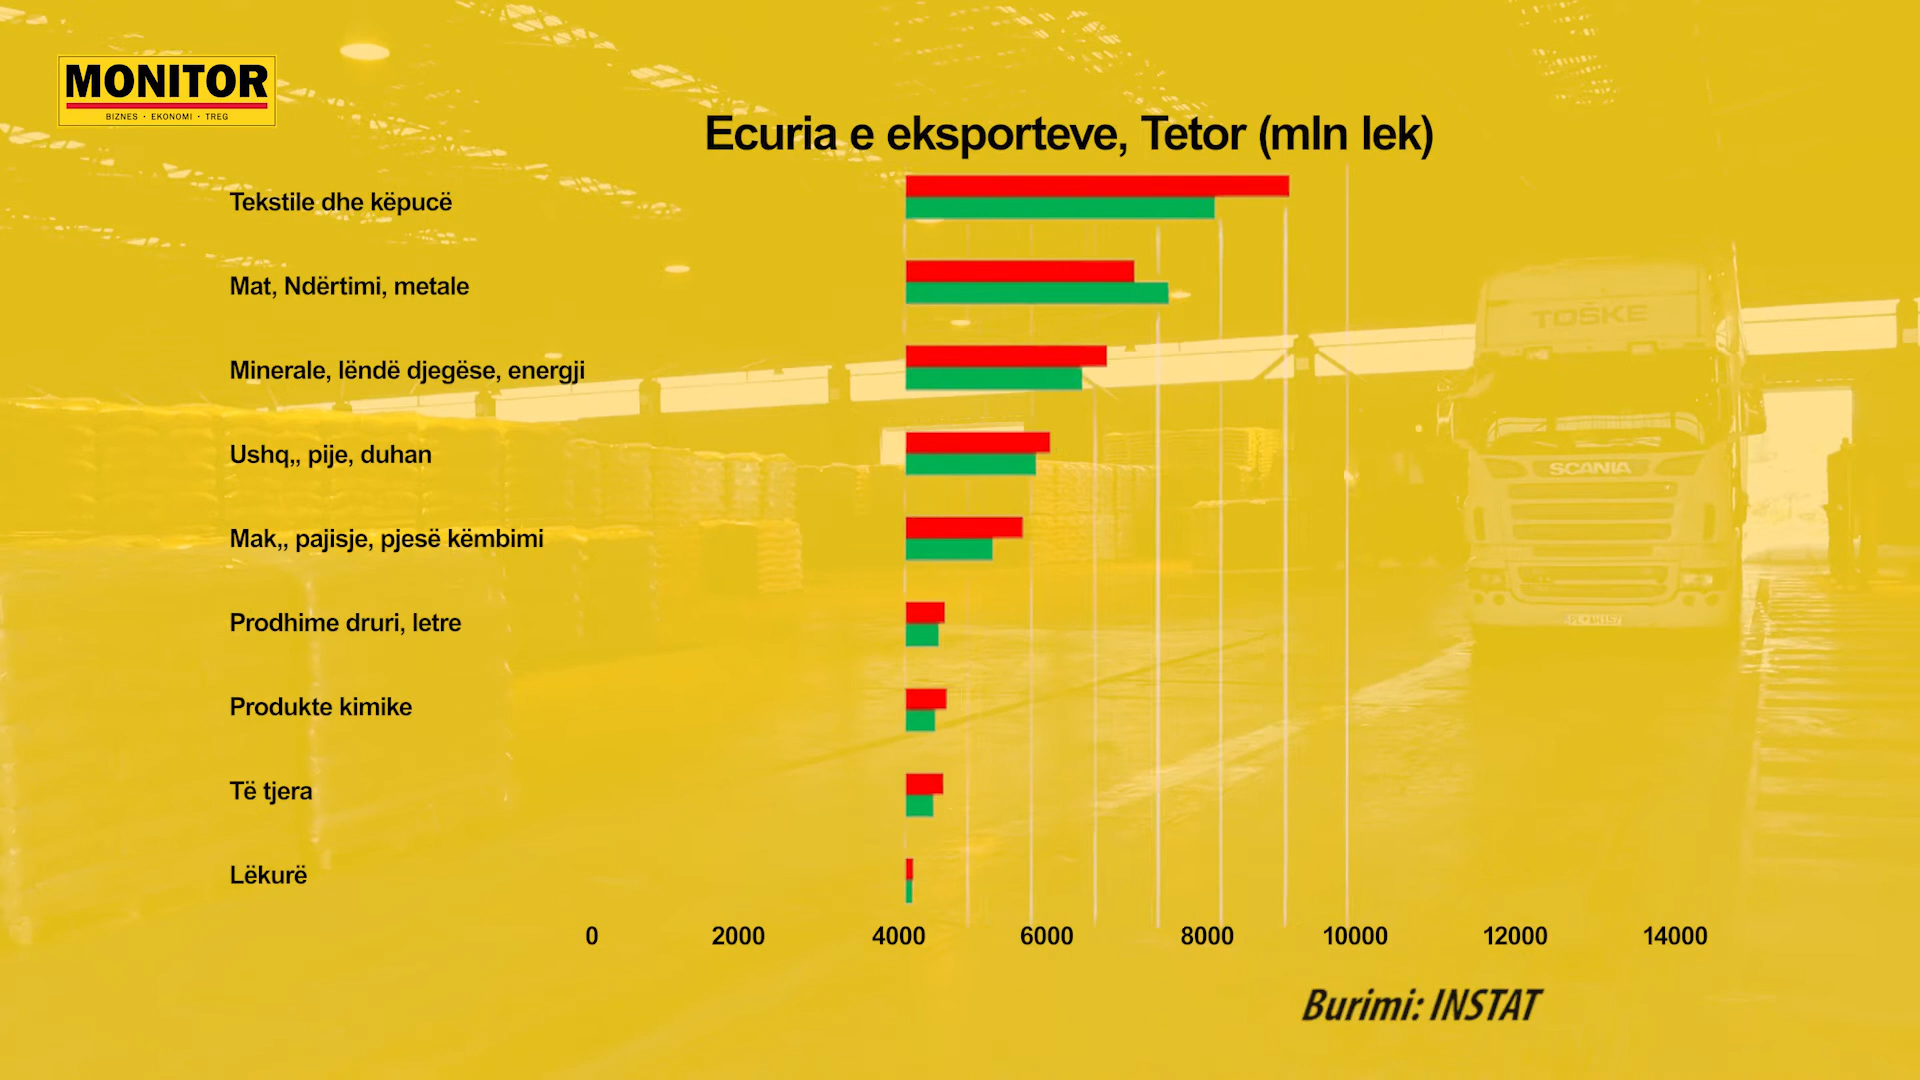 MONITOR
BIZNES · EKONOMI · TREG
Ecuria e eksporteve, Tetor (mln lek)
Tekstile dhe këpucë
Mat, Ndërtimi, metale
Minerale, lëndë djegëse, energji
Ushq,, pije, duhan
Mak,, pajisje, pjesë këmbimi
Prodhime druri, letre
Produkte kimike
Të tjera
Lëkurë
0 2000 4000 6000 8000 10000 12000 14000
Burimi: INSTAT
TOŠKE
SCANIA